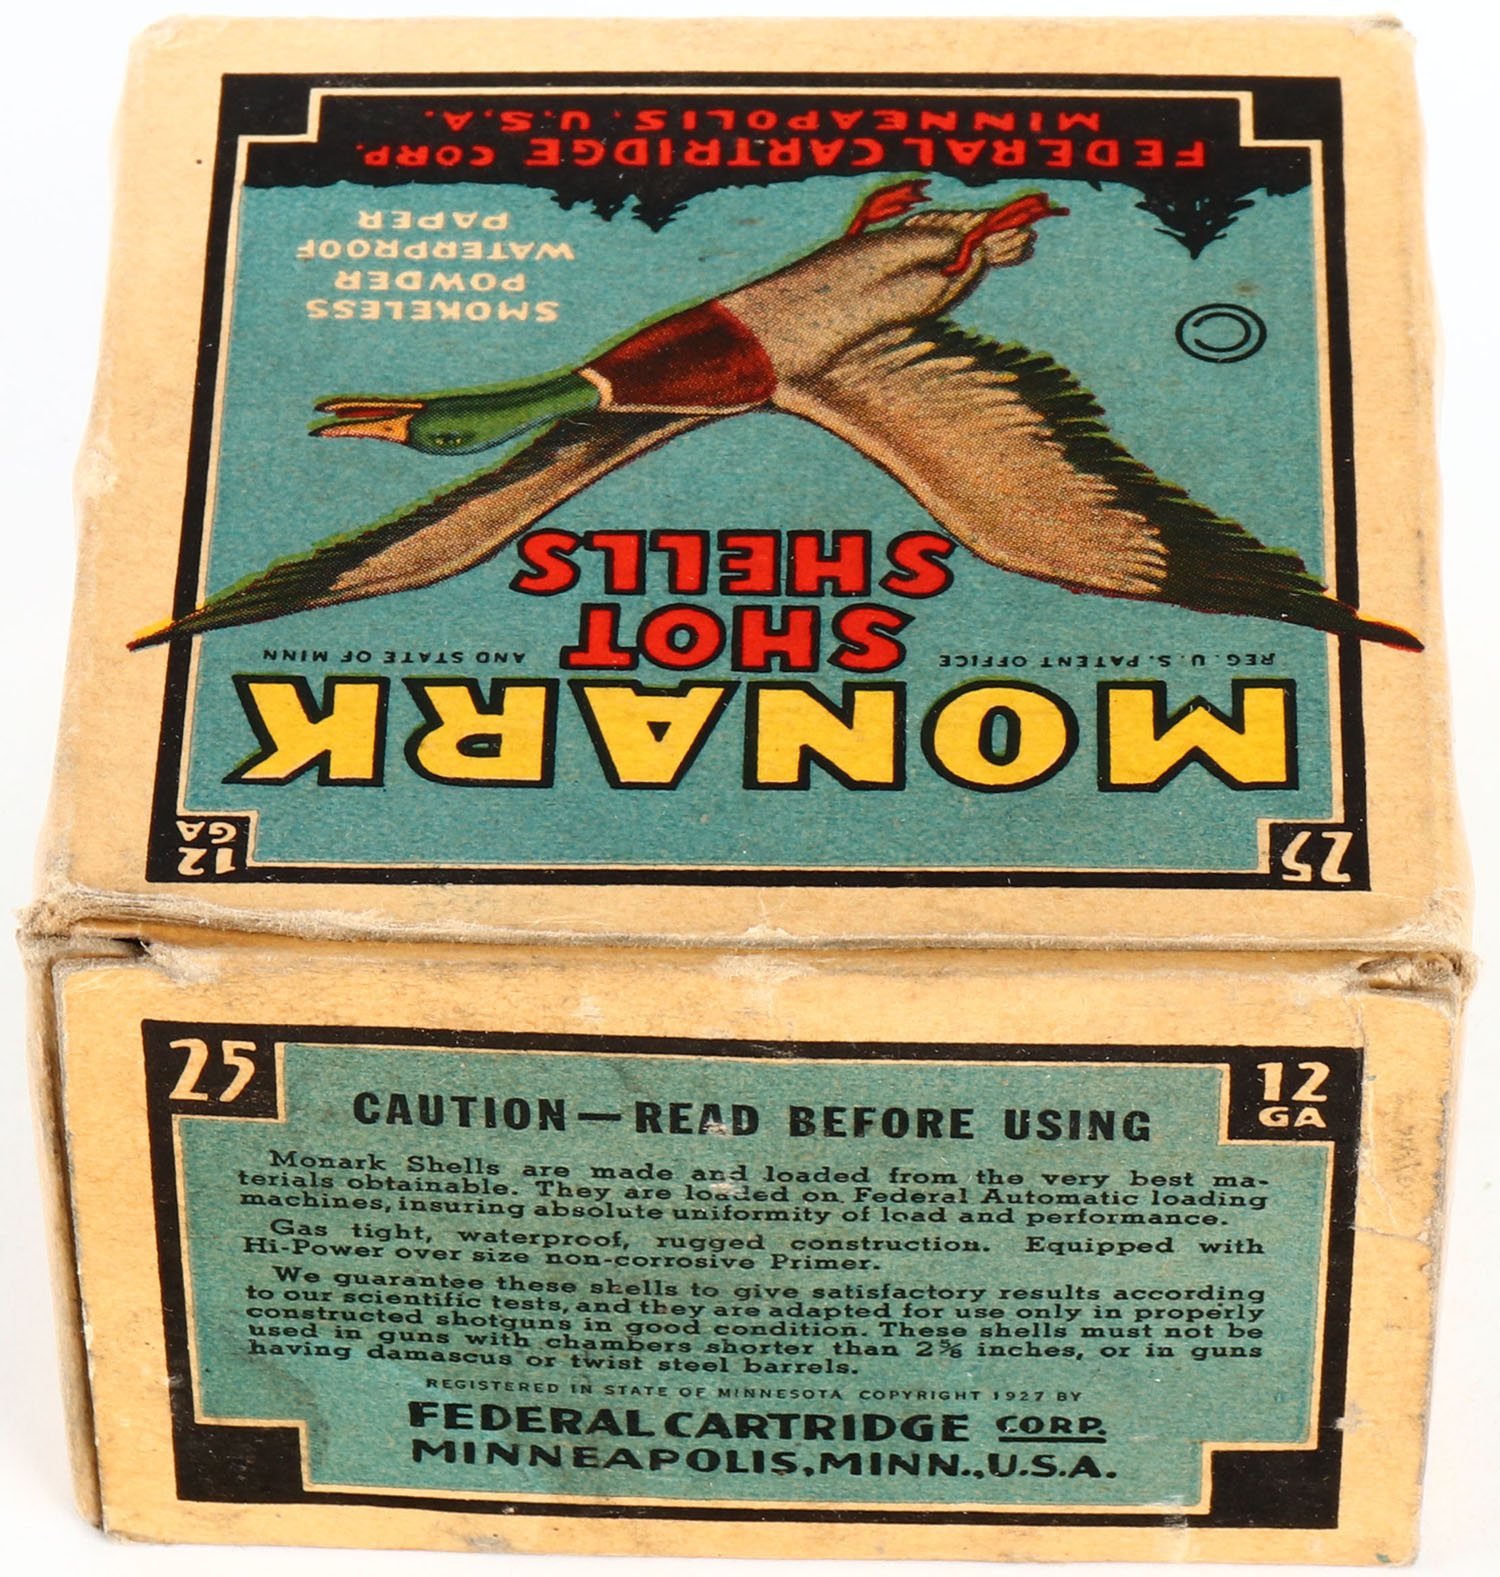 MONARK
REG. U.S. PATENT OFFICE
SHOT
AND STATE OF MINN
SHELLS
SMOKELESS
POWDER
WATERPROOF
PAPER
FEDERAL CARTRIDGE CORP.
MINNEAPOLIS, U.S.A.
25
12
GA
25
12
GA
CAUTION—READ BEFORE USING
Monark Shells are made and loaded from the very best ma-
terials obtainable. They are loaded on Federal Automatic loading
machines, insuring absolute uniformity of load and performance.
Gas tight, waterproof, rugged construction. Equipped with
Hi-Power over size non-corrosive Primer.
We guarantee these shells to give satisfactory results according
to our scientific tests, and they are adapted for use only in properly
constructed shotguns in good condition. These shells must not be
used in guns with chambers shorter than 2⅝ inches, or in guns
having damascus or twist steel barrels.
REGISTERED IN STATE OF MINNESOTA COPYRIGHT 1927 BY
FEDERAL CARTRIDGE CORP.
MINNEAPOLIS, MINN., U.S.A.